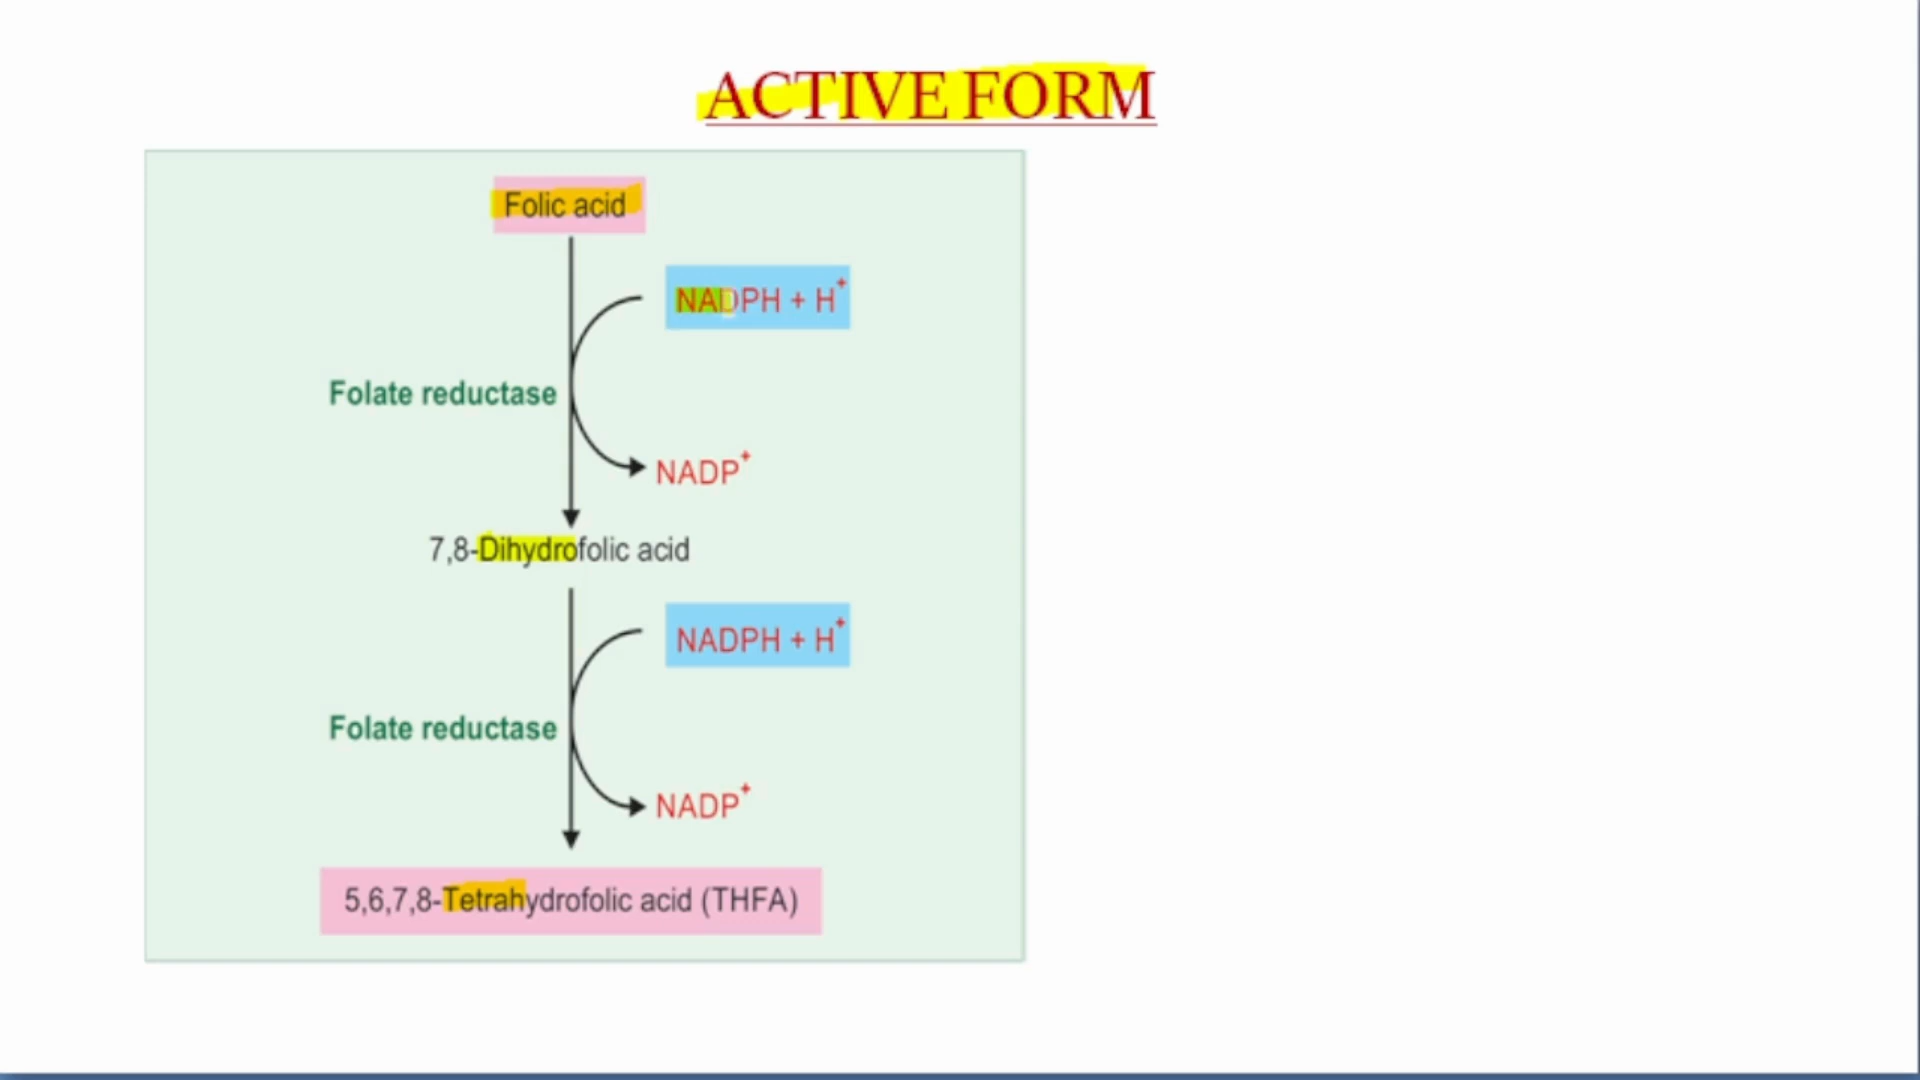 ACTIVE FORM
Folic acid
NADPH + H⁺
Folate reductase
NADP⁺
7,8-Dihydrofolic acid
NADPH + H⁺
Folate reductase
NADP⁺
5,6,7,8-Tetrahydrofolic acid (THFA)